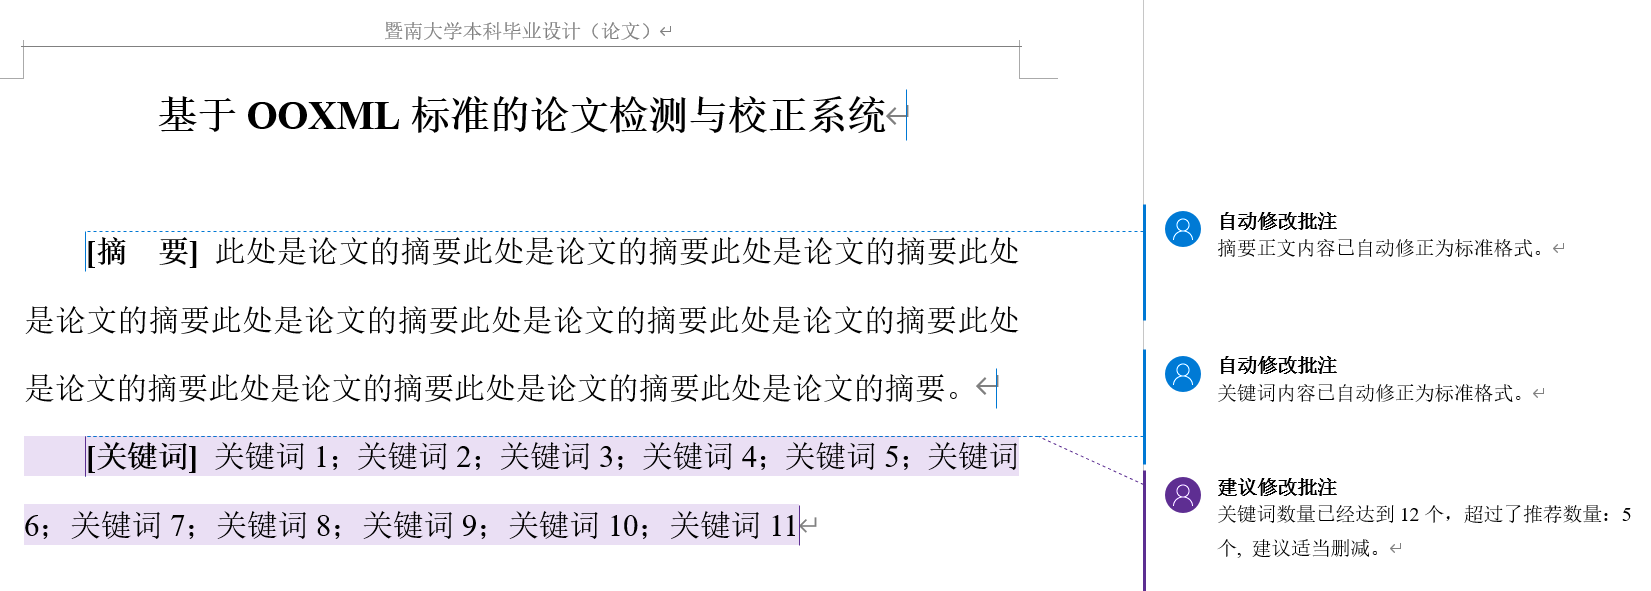 暨南大学本科毕业设计（论文）
基于 OOXML 标准的论文检测与校正系统
[摘　要] 此处是论文的摘要此处是论文的摘要此处是论文的摘要此处
是论文的摘要此处是论文的摘要此处是论文的摘要此处是论文的摘要此处
是论文的摘要此处是论文的摘要此处是论文的摘要此处是论文的摘要。
[关键词] 关键词 1；关键词 2；关键词 3；关键词 4；关键词 5；关键词
6；关键词 7；关键词 8；关键词 9；关键词 10；关键词 11
自动修改批注
摘要正文内容已自动修正为标准格式。
自动修改批注
关键词内容已自动修正为标准格式。
建议修改批注
关键词数量已经达到 12 个，超过了推荐数量：5
个, 建议适当删减。